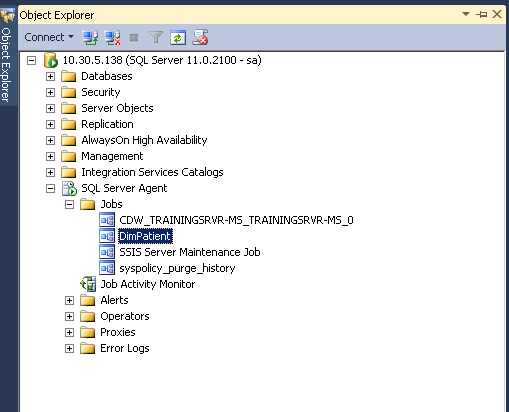 Object Explorer
Object Explorer
Connect
10.30.5.138 (SQL Server 11.0.2100 - sa)
Databases
Security
Server Objects
Replication
AlwaysOn High Availability
Management
Integration Services Catalogs
SQL Server Agent
Jobs
CDW_TRAININGSRVR-MS_TRAININGSRVR-MS_0
DimPatient
SSIS Server Maintenance Job
syspolicy_purge_history
Job Activity Monitor
Alerts
Operators
Proxies
Error Logs